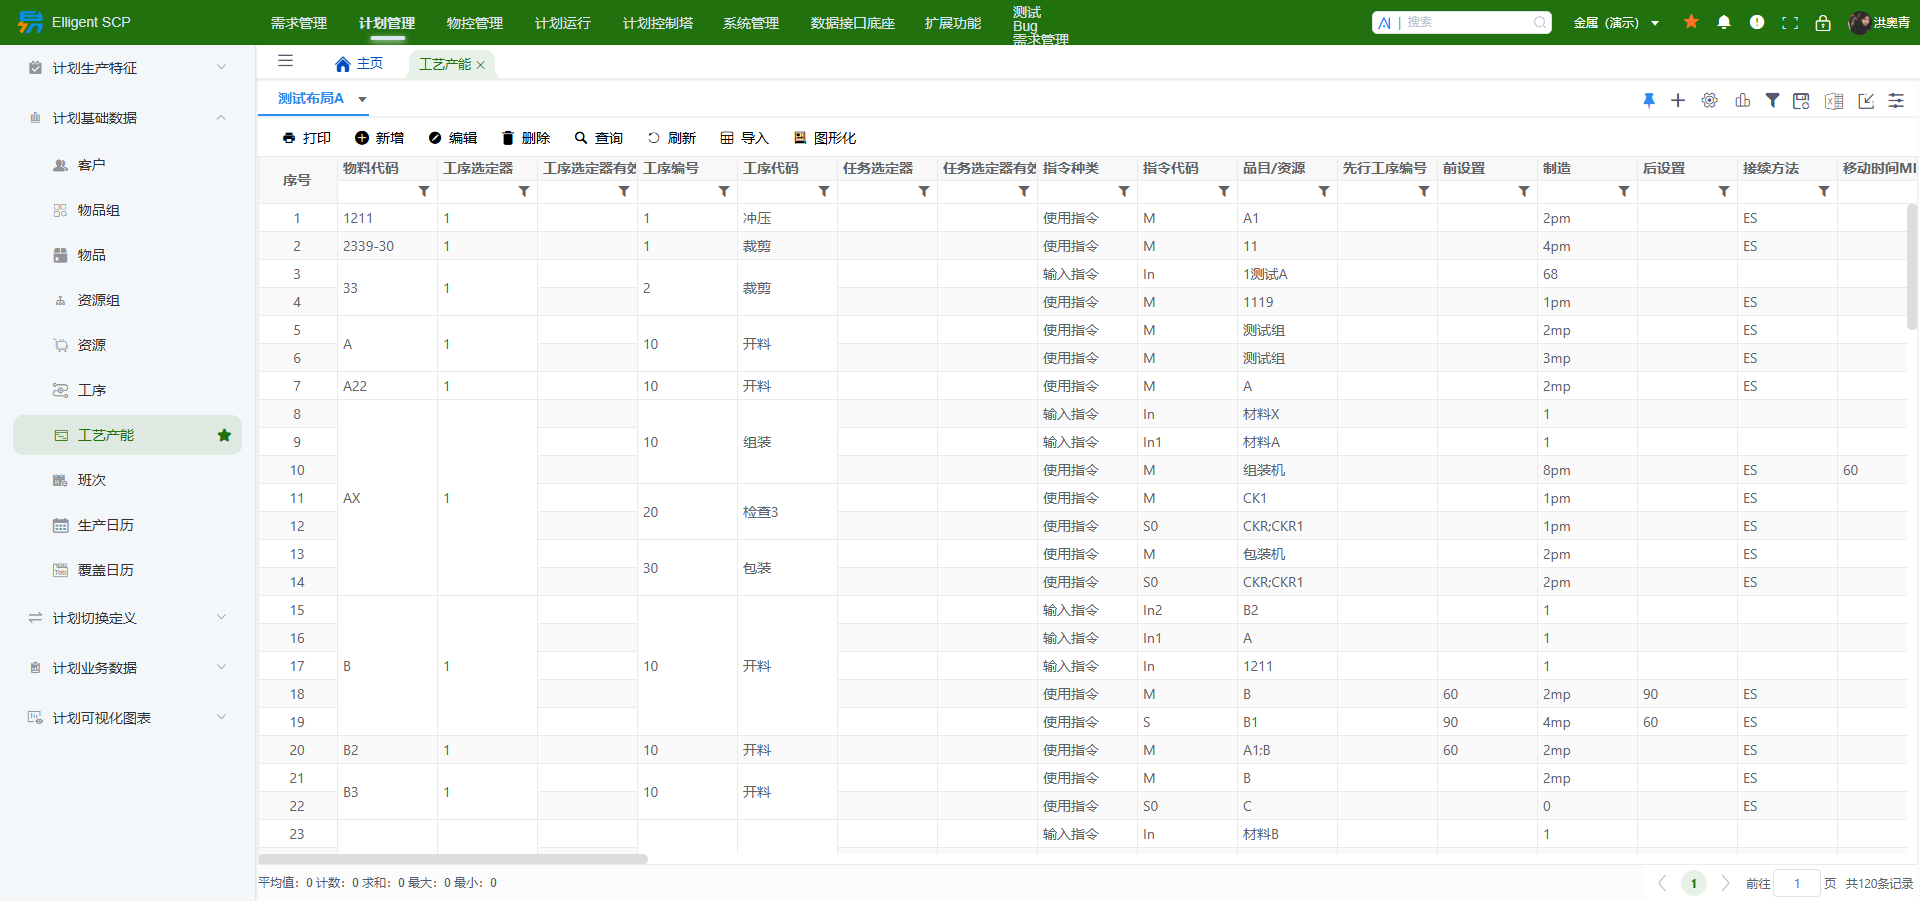 Elligent SCP
需求管理 计划管理 物控管理 计划运行 计划控制塔 系统管理 数据接口底座 扩展功能 测试
Bug
需求管理
搜索
金属（演示）
洪奥青
计划生产特征
计划基础数据
客户
物品组
物品
资源组
资源
工序
工艺产能
班次
生产日历
覆盖日历
计划切换定义
计划业务数据
计划可视化图表
主页 工艺产能
测试布局A
打印 新增 编辑 删除 查询 刷新 导入 图形化
序号 物料代码 工序选定器 工序选定器有效 工序编号 工序代码 任务选定器 任务选定器有效 指令种类 指令代码 品目/资源 先行工序编号 前设置 制造 后设置 接续方法 移动时间MI
1 1211 1 1 冲压 使用指令 M A1 2pm ES
2 2339-30 1 1 裁剪 使用指令 M 11 4pm ES
3 33 1 2 裁剪 输入指令 In 1测试A 68
4 使用指令 M 1119 1pm ES
5 A 1 10 开料 使用指令 M 测试组 2mp ES
6 使用指令 M 测试组 3mp ES
7 A22 1 10 开料 使用指令 M A 2mp ES
8 AX 1 10 组装 输入指令 In 材料X 1
9 输入指令 In1 材料A 1
10 使用指令 M 组装机 8pm ES 60
11 20 检查3 使用指令 M CK1 1pm ES
12 使用指令 S0 CKR;CKR1 1pm ES
13 30 包装 使用指令 M 包装机 2pm ES
14 使用指令 S0 CKR;CKR1 2pm ES
15 B 1 10 开料 输入指令 In2 B2 1
16 输入指令 In1 A 1
17 输入指令 In 1211 1
18 使用指令 M B 60 2mp 90 ES
19 使用指令 S B1 90 4mp 60 ES
20 B2 1 10 开料 使用指令 M A1;B 60 2mp ES
21 B3 1 10 开料 使用指令 M B 2mp ES
22 使用指令 S0 C 0 ES
23 输入指令 In 材料B 1
平均值：0 计数：0 求和：0 最大：0 最小：0
1 前往 1 页 共120条记录